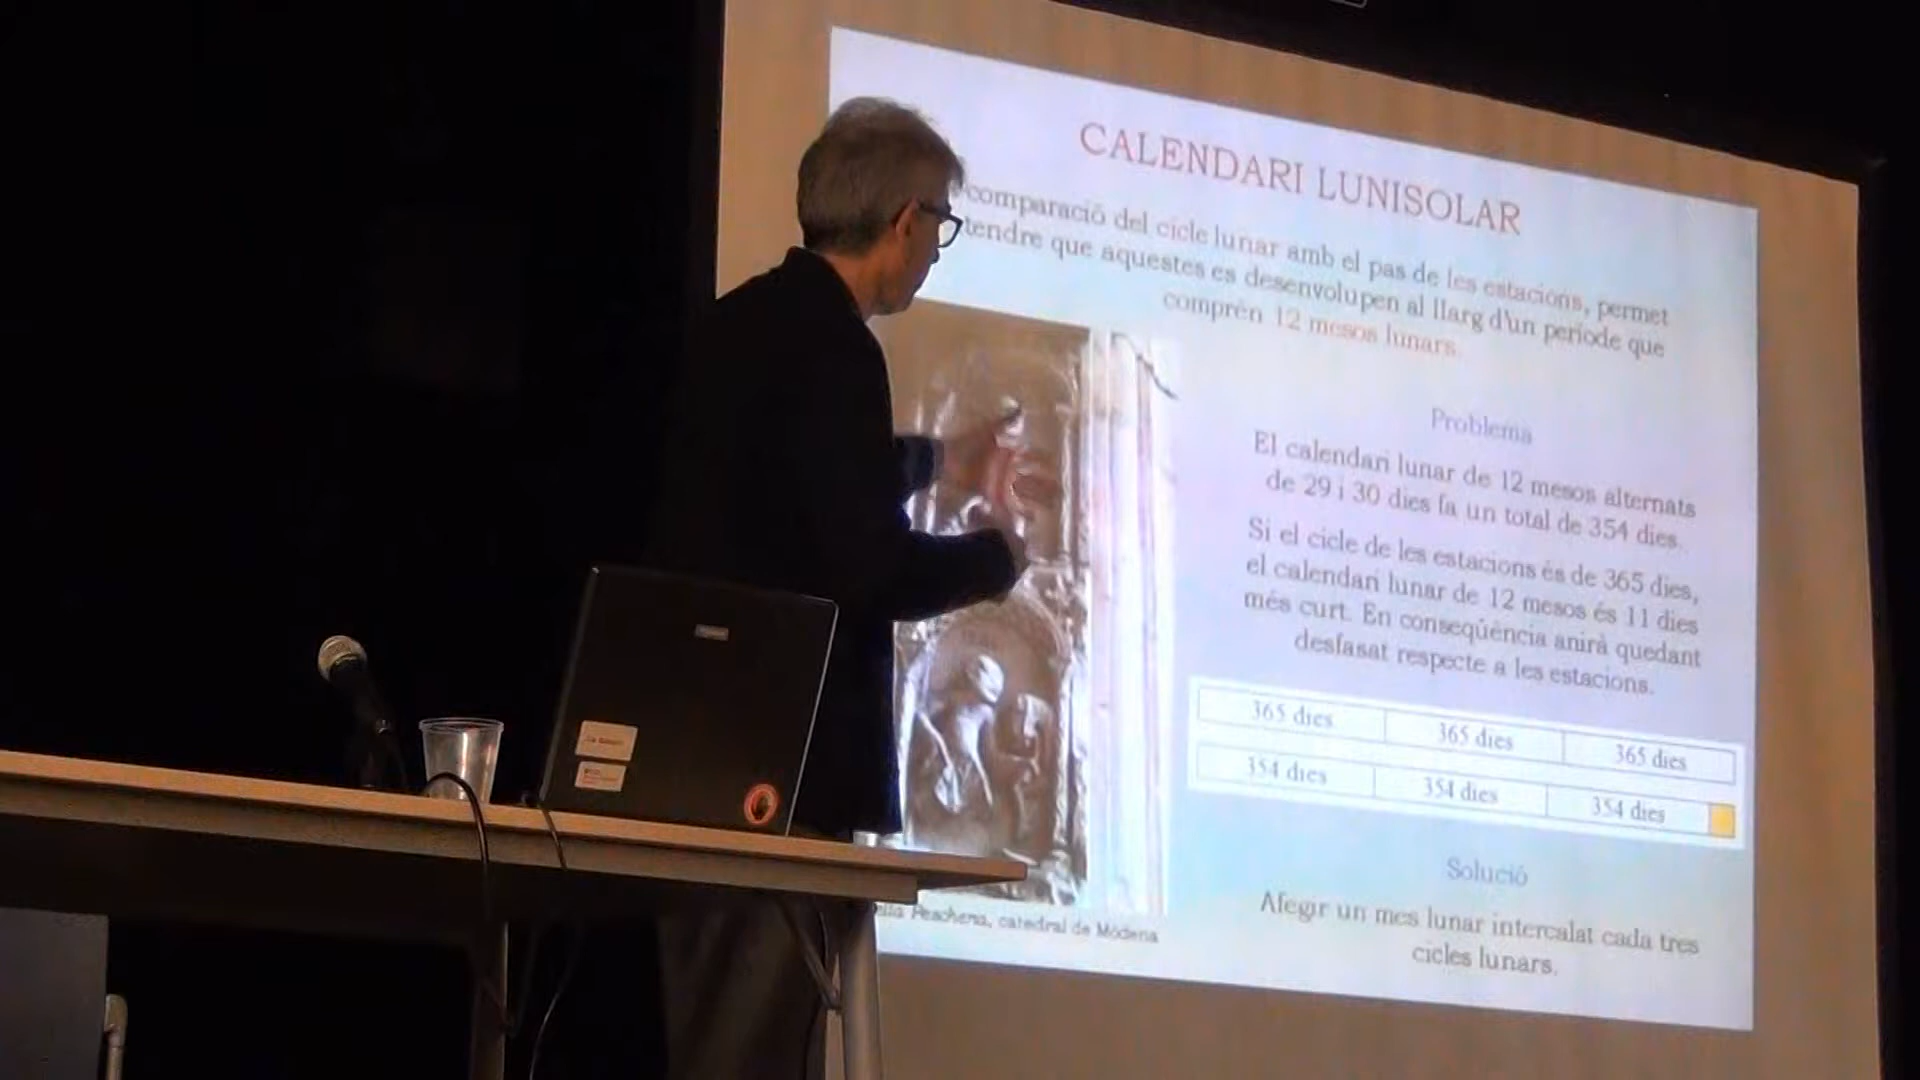 CALENDARI LUNISOLAR
comparació del cicle lunar amb el pas de les estacions, permet
tendre que aquestes es desenvolupen al llarg d'un període que
comprèn 12 mesos lunars.
Problema
El calendari lunar de 12 mesos alternats
de 29 i 30 dies fa un total de 354 dies.
Si el cicle de les estacions és de 365 dies,
el calendari lunar de 12 mesos és 11 dies
més curt. En conseqüència anirà quedant
desfasat respecte a les estacions.
365 dies 365 dies 365 dies
354 dies 354 dies 354 dies
Solució
Afegir un mes lunar intercalat cada tres
cicles lunars.
Pescheria, catedral de Mòdena